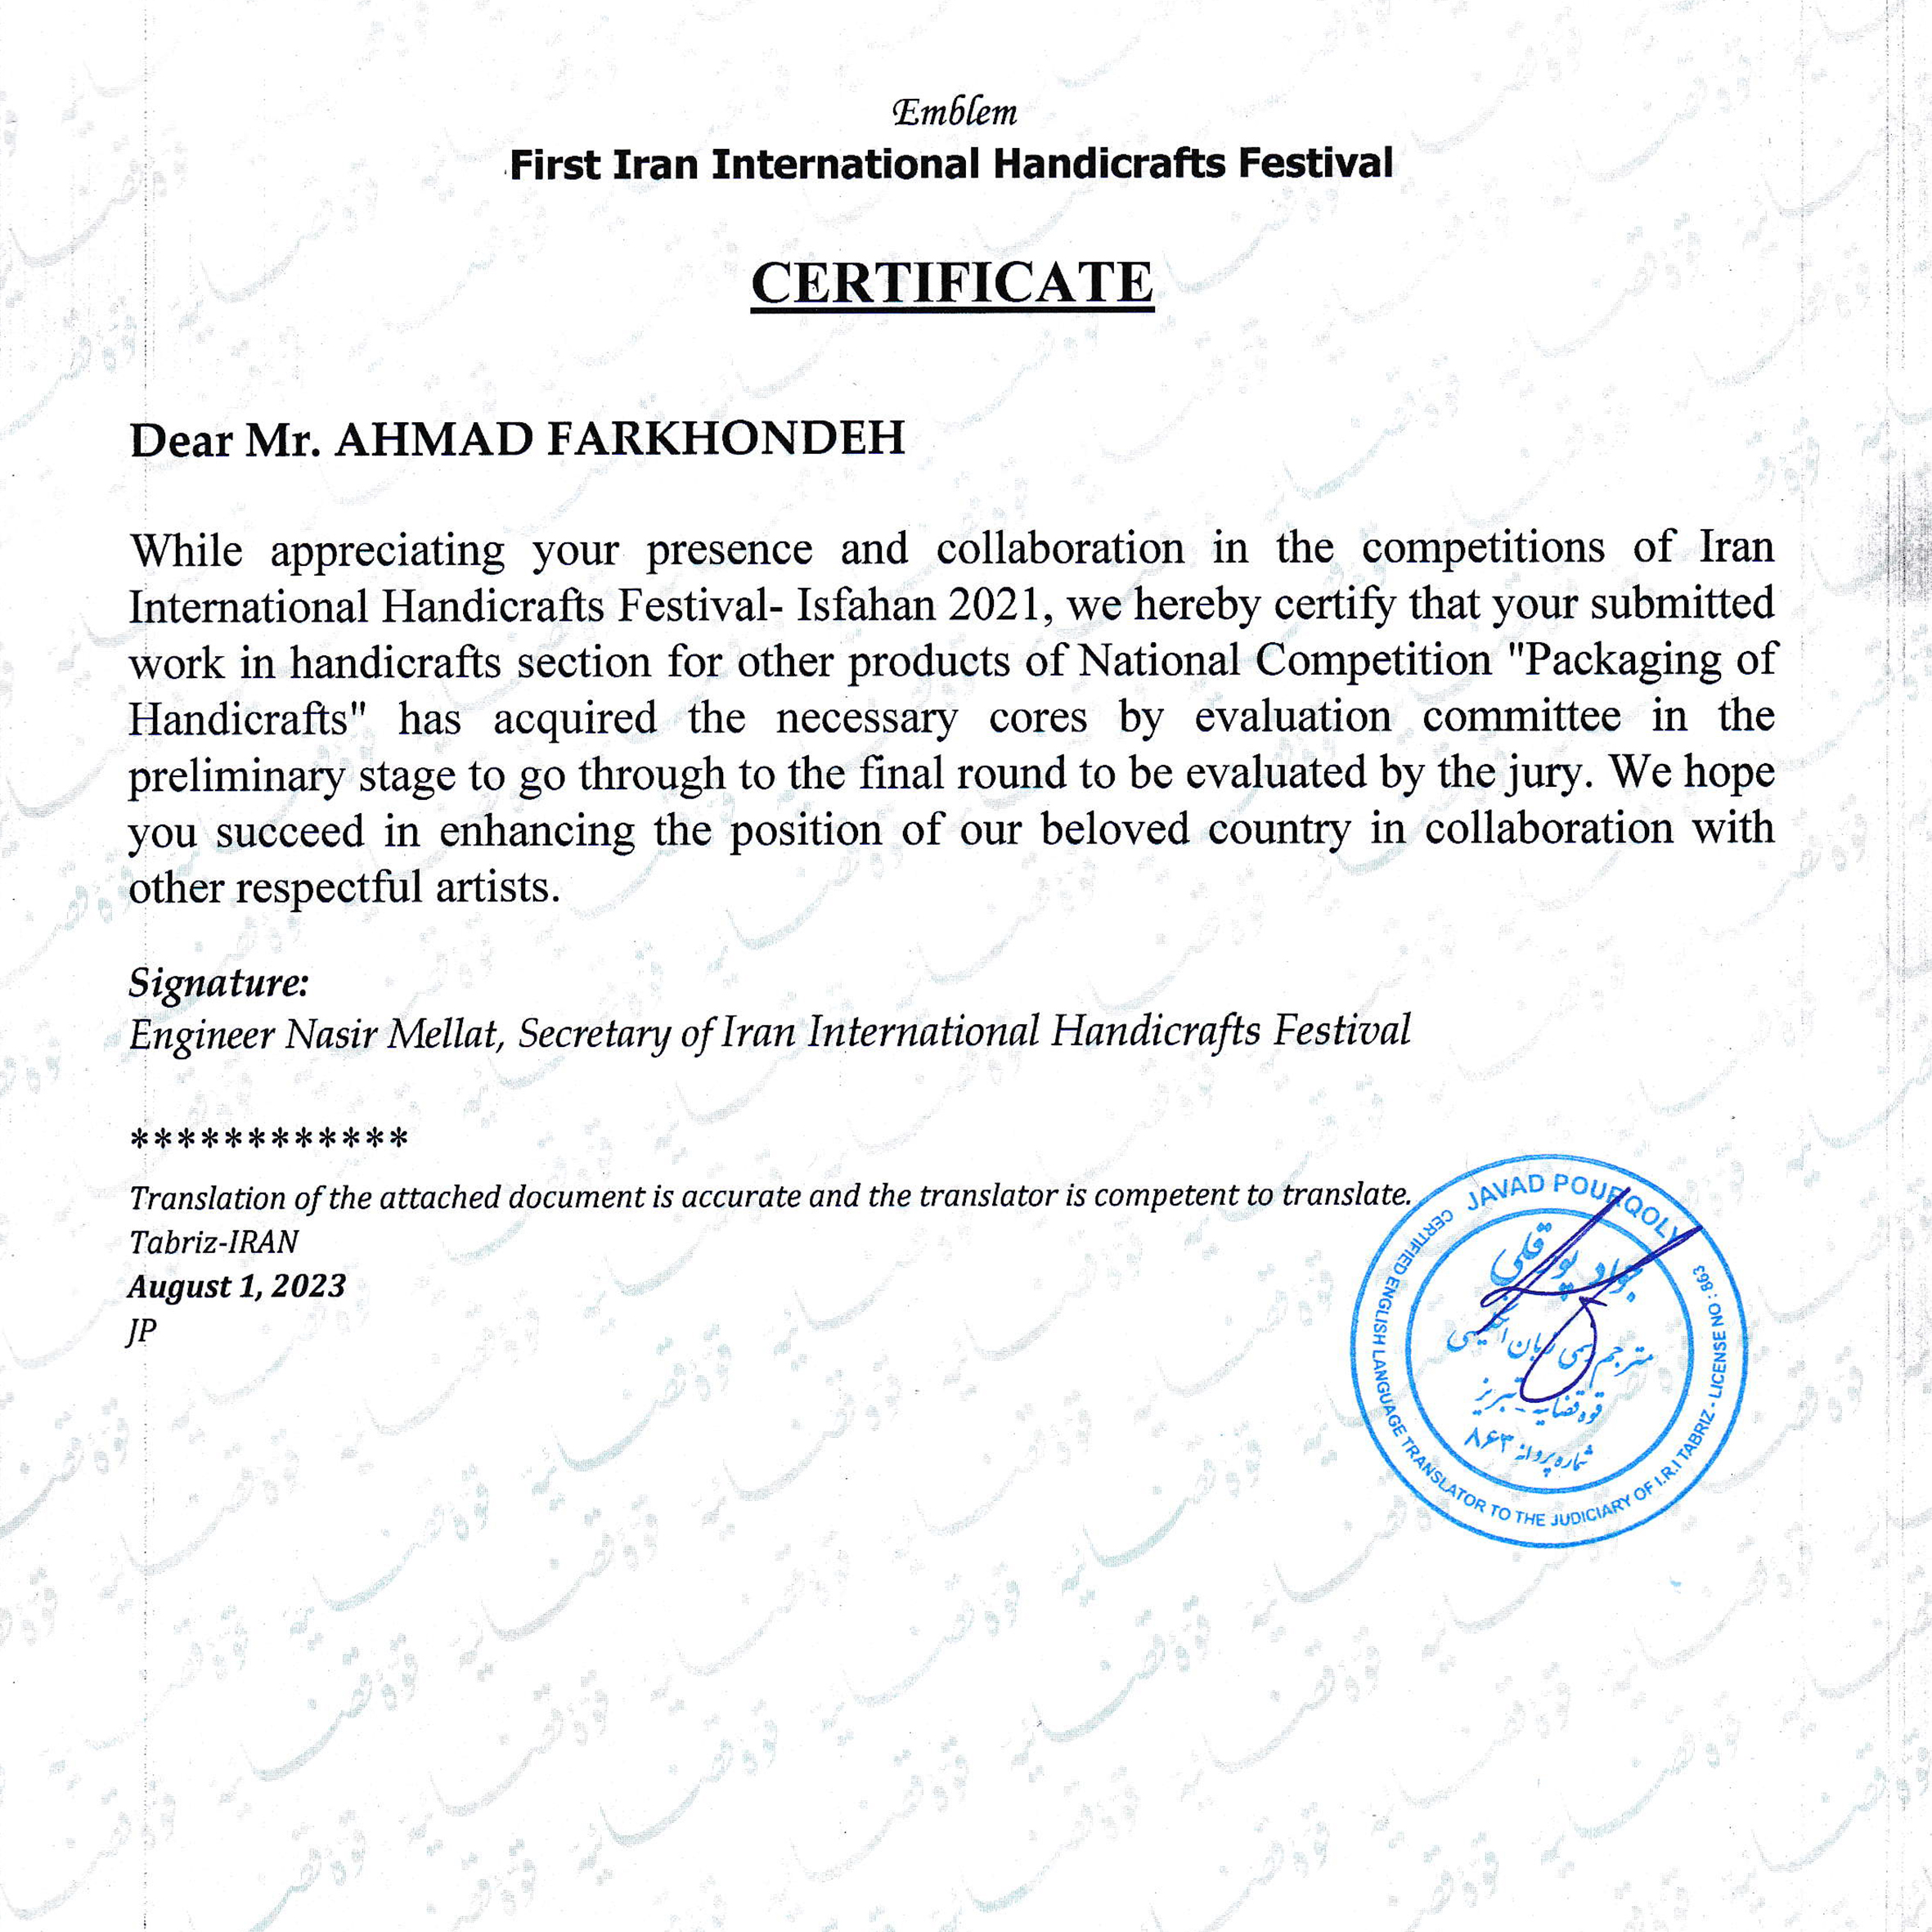 Emblem
First Iran International Handicrafts Festival
CERTIFICATE
Dear Mr. AHMAD FARKHONDEH
While appreciating your presence and collaboration in the competitions of Iran
International Handicrafts Festival- Isfahan 2021, we hereby certify that your submitted
work in handicrafts section for other products of National Competition "Packaging of
Handicrafts" has acquired the necessary cores by evaluation committee in the
preliminary stage to go through to the final round to be evaluated by the jury. We hope
you succeed in enhancing the position of our beloved country in collaboration with
other respectful artists.
Signature:
Engineer Nasir Mellat, Secretary of Iran International Handicrafts Festival
************
Translation of the attached document is accurate and the translator is competent to translate.
Tabriz-IRAN
August 1, 2023
JP
JAVAD POURQOLY
CERTIFIED ENGLISH LANGUAGE TRANSLATOR TO THE JUDICIARY OF I.R.I TABRIZ - LICENSE NO : 863
جواد پورقلی
مترجم رسمی زبان انگلیسی
قوه قضاییه - تبریز
شماره پروانه ۸۶۳